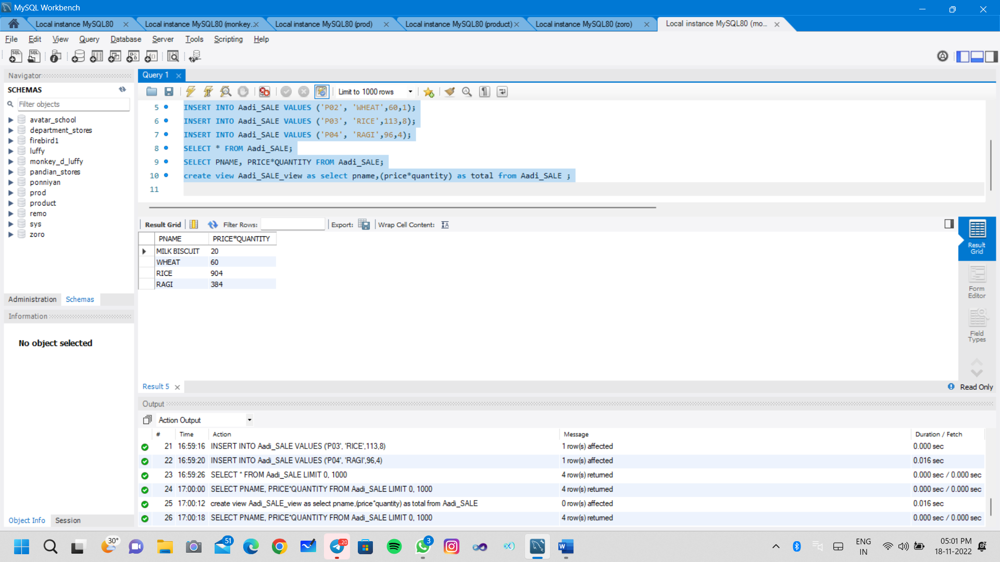 MySQL Workbench
Local instance MySQL80 Local instance MySQL80 (monkey... Local instance MySQL80 (prod) Local instance MySQL80 (product) Local instance MySQL80 (zoro) Local instance MySQL80 (mo...
File Edit View Query Database Server Tools Scripting Help
Navigator
SCHEMAS
Filter objects
avatar_school
department_stores
firebird1
luffy
monkey_d_luffy
pandian_stores
ponniyan
prod
product
remo
sys
zoro
Administration Schemas
Information
No object selected
Object Info Session
Query 1
Limit to 1000 rows
5 INSERT INTO Aadi_SALE VALUES ('P02', 'WHEAT',60,1);
6 INSERT INTO Aadi_SALE VALUES ('P03', 'RICE',113,8);
7 INSERT INTO Aadi_SALE VALUES ('P04', 'RAGI',96,4);
8 SELECT * FROM Aadi_SALE;
9 SELECT PNAME, PRICE*QUANTITY FROM Aadi_SALE;
10 create view Aadi_SALE_view as select pname,(price*quantity) as total from Aadi_SALE ;
11
Result Grid Filter Rows: Export: Wrap Cell Content:
PNAME PRICE*QUANTITY
MILK BISCUIT 20
WHEAT 60
RICE 904
RAGI 384
Result Grid
Form Editor
Field Types
Result 5
Read Only
Output
Action Output
# Time Action Message Duration / Fetch
21 16:59:16 INSERT INTO Aadi_SALE VALUES ('P03', 'RICE',113,8) 1 row(s) affected 0.000 sec
22 16:59:20 INSERT INTO Aadi_SALE VALUES ('P04', 'RAGI',96,4) 1 row(s) affected 0.016 sec
23 16:59:26 SELECT * FROM Aadi_SALE LIMIT 0, 1000 4 row(s) returned 0.000 sec / 0.000 sec
24 17:00:00 SELECT PNAME, PRICE*QUANTITY FROM Aadi_SALE LIMIT 0, 1000 4 row(s) returned 0.000 sec / 0.000 sec
25 17:00:12 create view Aadi_SALE_view as select pname,(price*quantity) as total from Aadi_SALE 0 row(s) affected 0.016 sec
26 17:00:18 SELECT PNAME, PRICE*QUANTITY FROM Aadi_SALE LIMIT 0, 1000 4 row(s) returned 0.000 sec / 0.000 sec
30° 51 ..20 3
ENG
IN
05:01 PM
18-11-2022